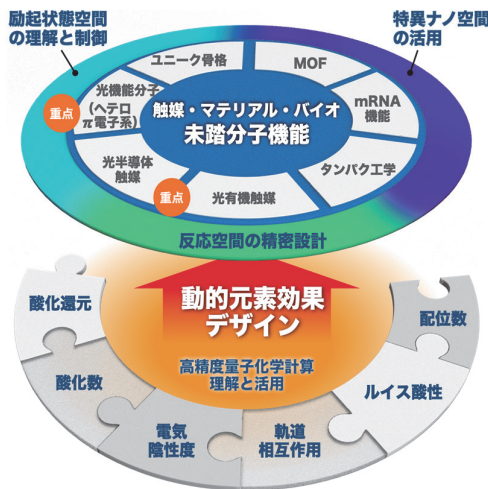 励起状態空間
の理解と制御
特異ナノ空間
の活用
ユニーク骨格
MOF
光機能分子
(ヘテロ
π電子系)
重点
触媒・マテリアル・バイオ
未踏分子機能
mRNA
機能
光半導体
触媒
重点
光有機触媒
タンパク工学
反応空間の精密設計
動的元素効果
デザイン
高精度量子化学計算
理解と活用
酸化還元
酸化数
電気
陰性度
軌道
相互作用
ルイス酸性
配位数